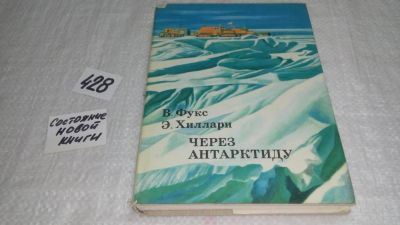 428
Состояние
новой
книги
В. Фукс
Э. Хиллари
ЧЕРЕЗ
АНТАРКТИДУ